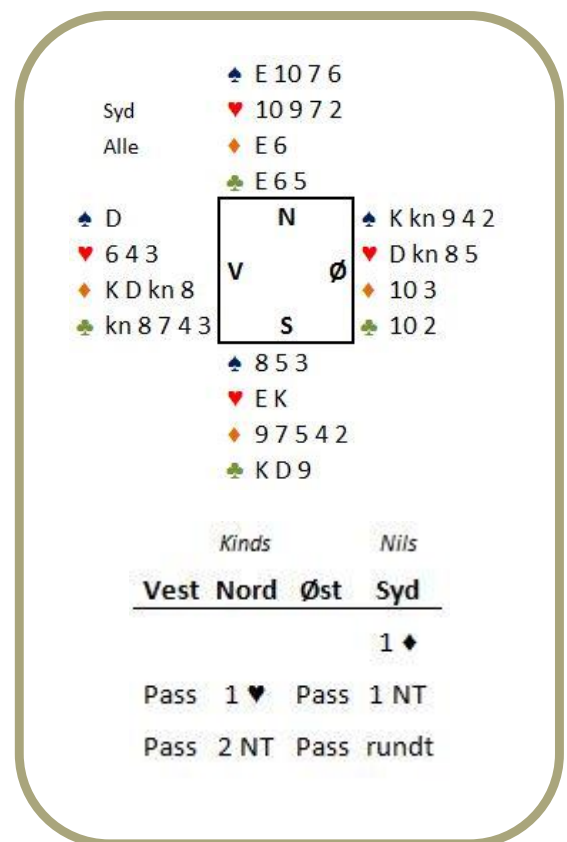 ♠ E 10 7 6
Syd ♥ 10 9 7 2
Alle ♦ E 6
♣ E 6 5
♠ D N ♠ K kn 9 4 2
♥ 6 4 3 ♥ D kn 8 5
V Ø
♦ K D kn 8 ♦ 10 3
♣ kn 8 7 4 3 S ♣ 10 2
♠ 8 5 3
♥ E K
♦ 9 7 5 4 2
♣ K D 9
Kinds Nils
Vest Nord Øst Syd
1 ♦
Pass 1 ♥ Pass 1 NT
Pass 2 NT Pass rundt